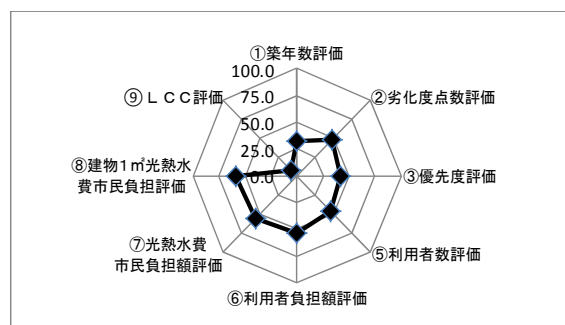 ①築年数評価
100.0
75.0
50.0
25.0
0.0
②劣化度点数評価
③優先度評価
⑤利用者数評価
⑥利用者負担額評価
⑦光熱水費
市民負担額評価
⑧建物1㎡光熱水
費市民負担評価
⑨ＬＣＣ評価